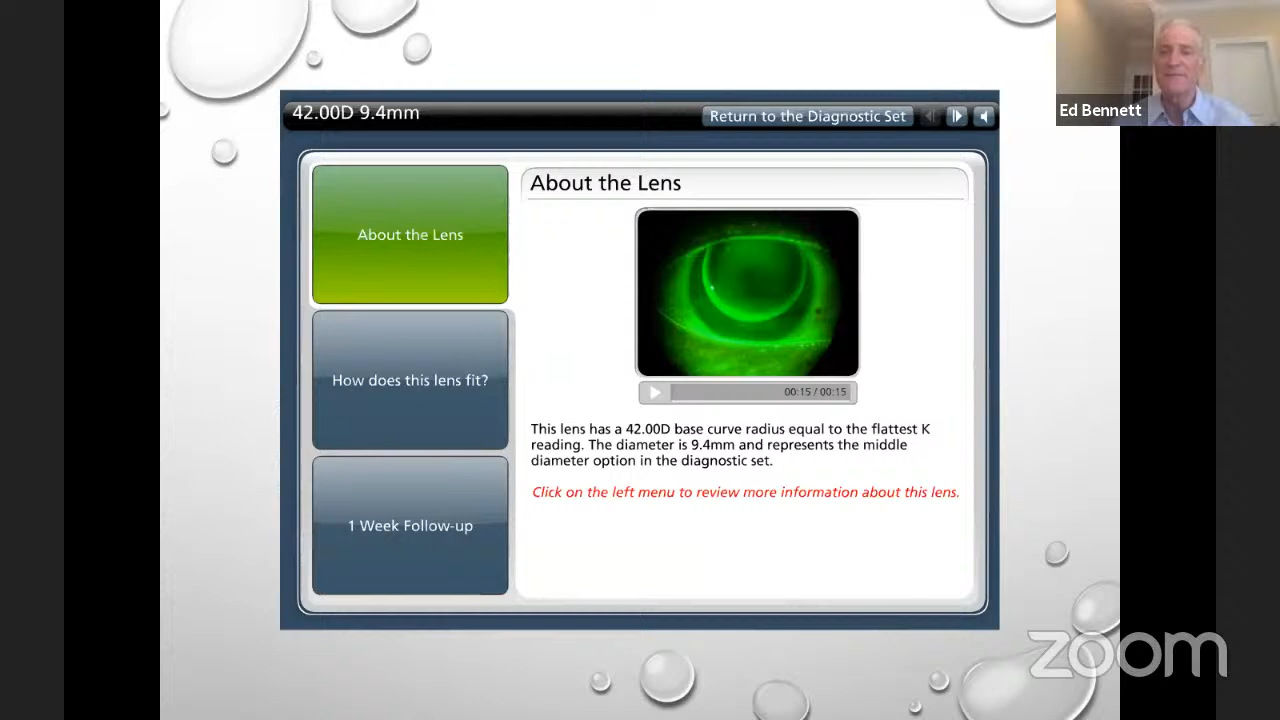 Ed Bennett
42.00D 9.4mm
Return to the Diagnostic Set
About the Lens
How does this lens fit?
1 Week Follow-up
About the Lens
00:15 / 00:15
This lens has a 42.00D base curve radius equal to the flattest K
reading. The diameter is 9.4mm and represents the middle
diameter option in the diagnostic set.
Click on the left menu to review more information about this lens.
zoom